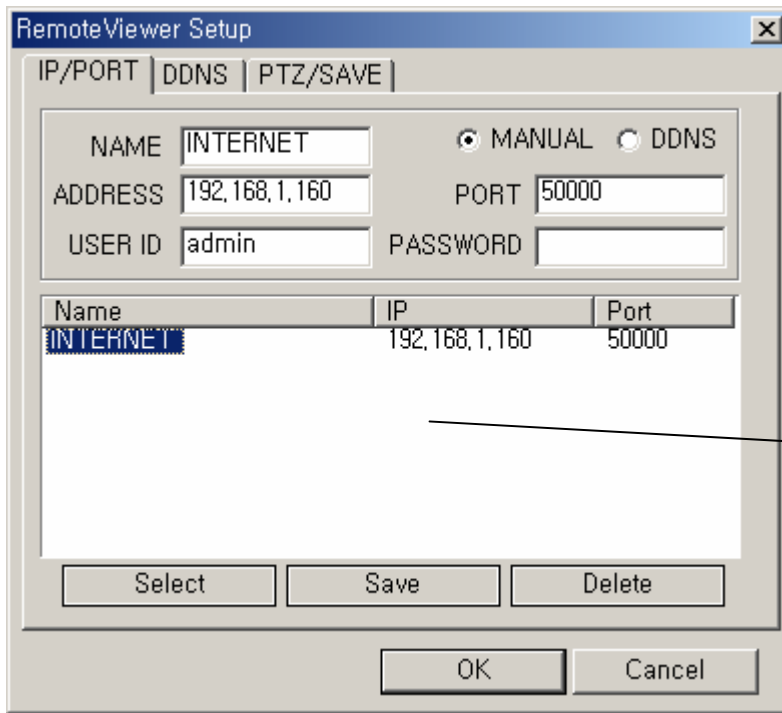 RemoteViewer Setup
IP/PORT DDNS PTZ/SAVE
NAME INTERNET MANUAL DDNS
ADDRESS 192.168.1.160 PORT 50000
USER ID admin PASSWORD
Name IP Port
INTERNET 192.168.1.160 50000
Select Save Delete
OK Cancel